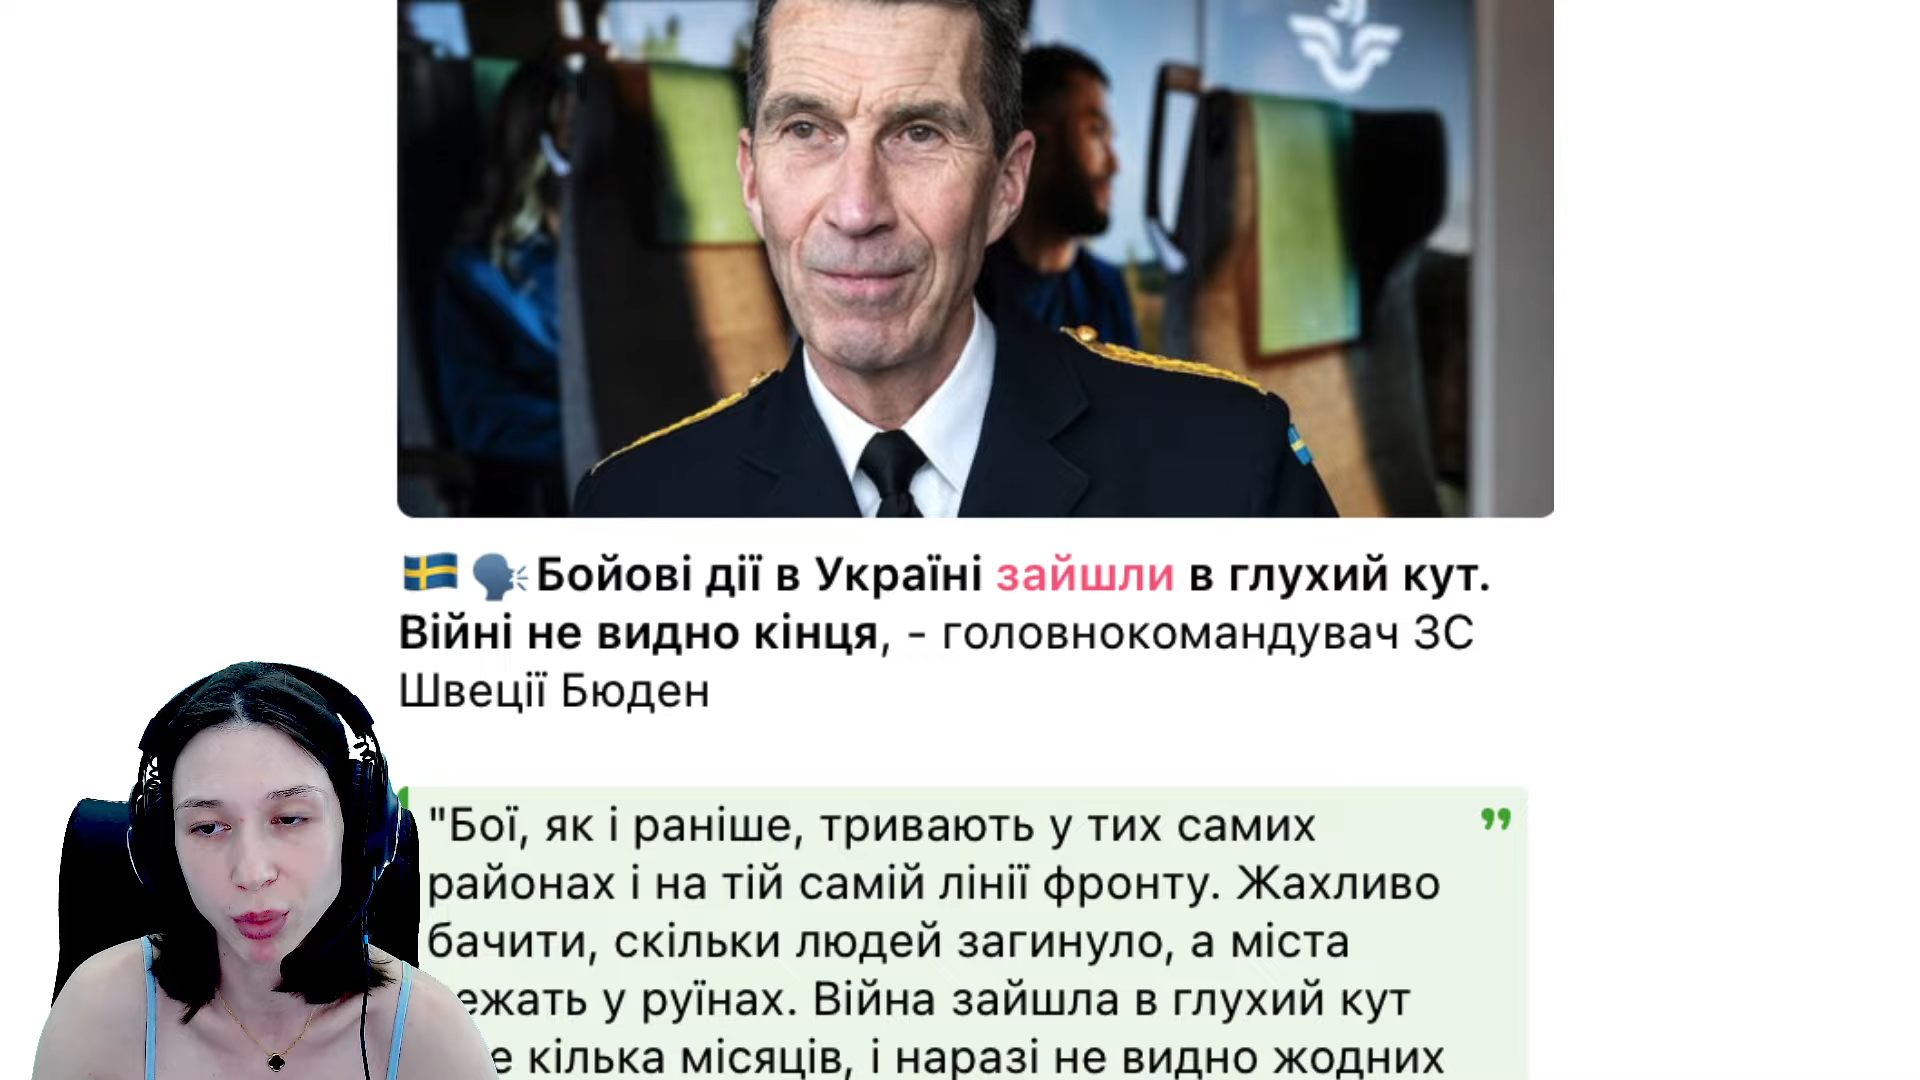 SJ
Бойові дії в Україні зайшли в глухий кут.
Війні не видно кінця, - головнокомандувач ЗС
Швеції Бюден
"Бої, як і раніше, тривають у тих самих
районах і на тій самій лінії фронту. Жахливо
бачити, скільки людей загинуло, а міста
у руїнах. Війна зайшла в глухий кут
кілька місяців, і наразі не видно жодних